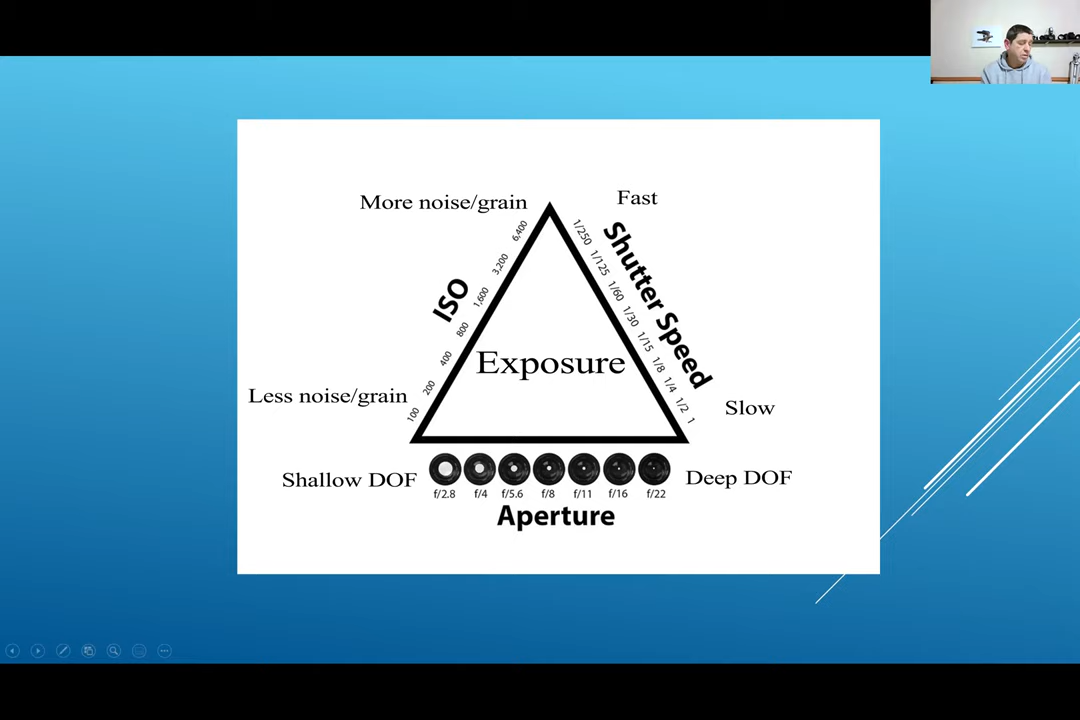 More noise/grain
Fast
6,400
3,200
1,600
800
400
200
100
ISO
1/250
1/125
1/60
1/30
1/15
1/8
1/4
1/2
1
Shutter Speed
Exposure
Less noise/grain
Slow
Shallow DOF
f/2.8 f/4 f/5.6 f/8 f/11 f/16 f/22
Deep DOF
Aperture